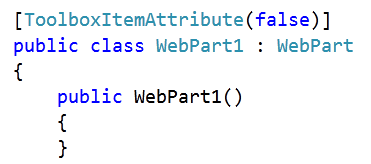 [ToolboxItemAttribute(false)]
public class WebPart1 : WebPart
{
    public WebPart1()
    {
    }